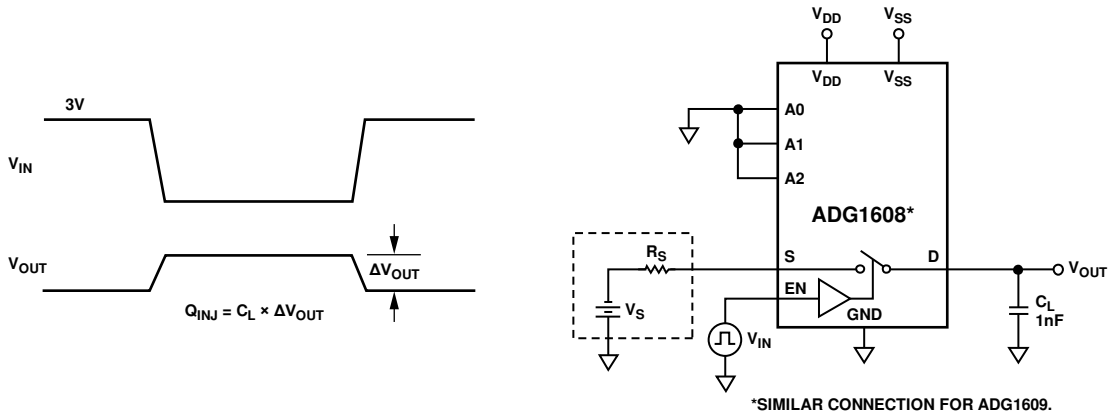 3V
V_IN
V_OUT
ΔV_OUT
Q_INJ = C_L × ΔV_OUT
V_DD
V_SS
V_DD
V_SS
A0
A1
A2
ADG1608*
R_S
S
D
V_OUT
EN
V_S
GND
C_L
1nF
V_IN
*SIMILAR CONNECTION FOR ADG1609.